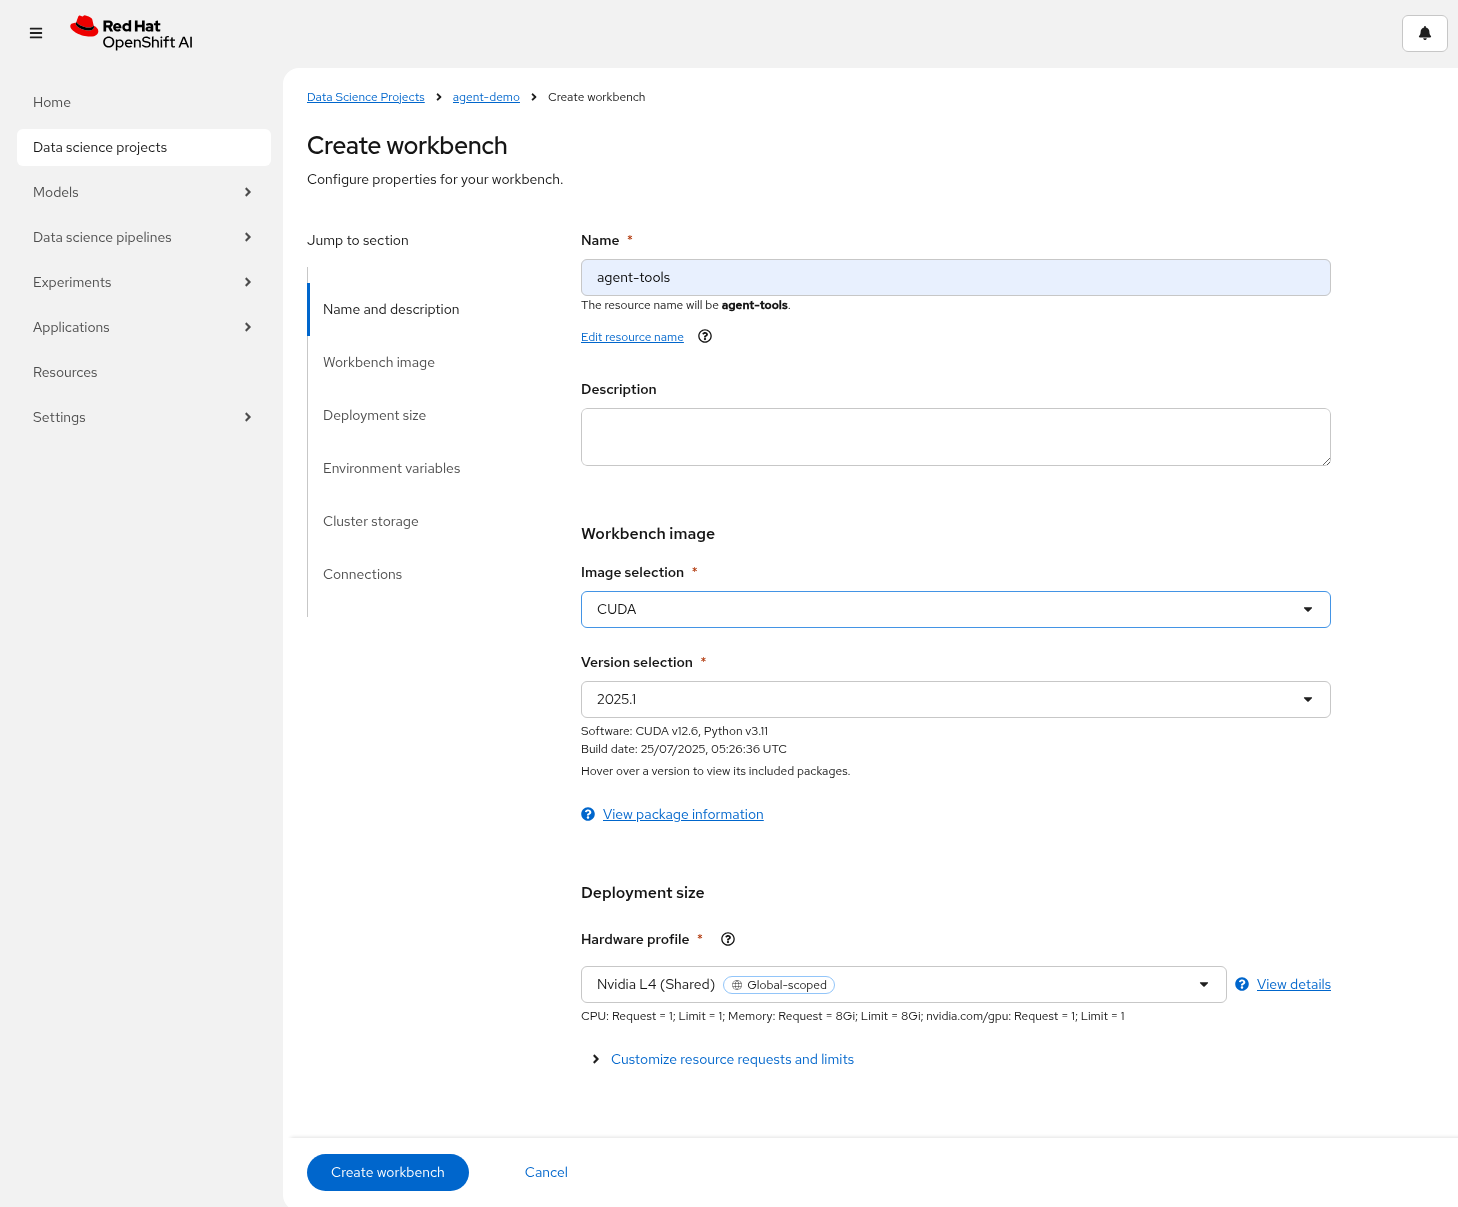 Red Hat
OpenShift AI
Home
Data science projects
Models
Data science pipelines
Experiments
Applications
Resources
Settings
Data Science Projects > agent-demo > Create workbench
Create workbench
Configure properties for your workbench.
Jump to section
Name and description
Workbench image
Deployment size
Environment variables
Cluster storage
Connections
Name *
agent-tools
The resource name will be agent-tools.
Edit resource name
Description
Workbench image
Image selection *
CUDA
Version selection *
2025.1
Software: CUDA v12.6, Python v3.11
Build date: 25/07/2025, 05:26:36 UTC
Hover over a version to view its included packages.
View package information
Deployment size
Hardware profile *
Nvidia L4 (Shared) Global-scoped
View details
CPU: Request = 1; Limit = 1; Memory: Request = 8Gi; Limit = 8Gi; nvidia.com/gpu: Request = 1; Limit = 1
Customize resource requests and limits
Create workbench
Cancel